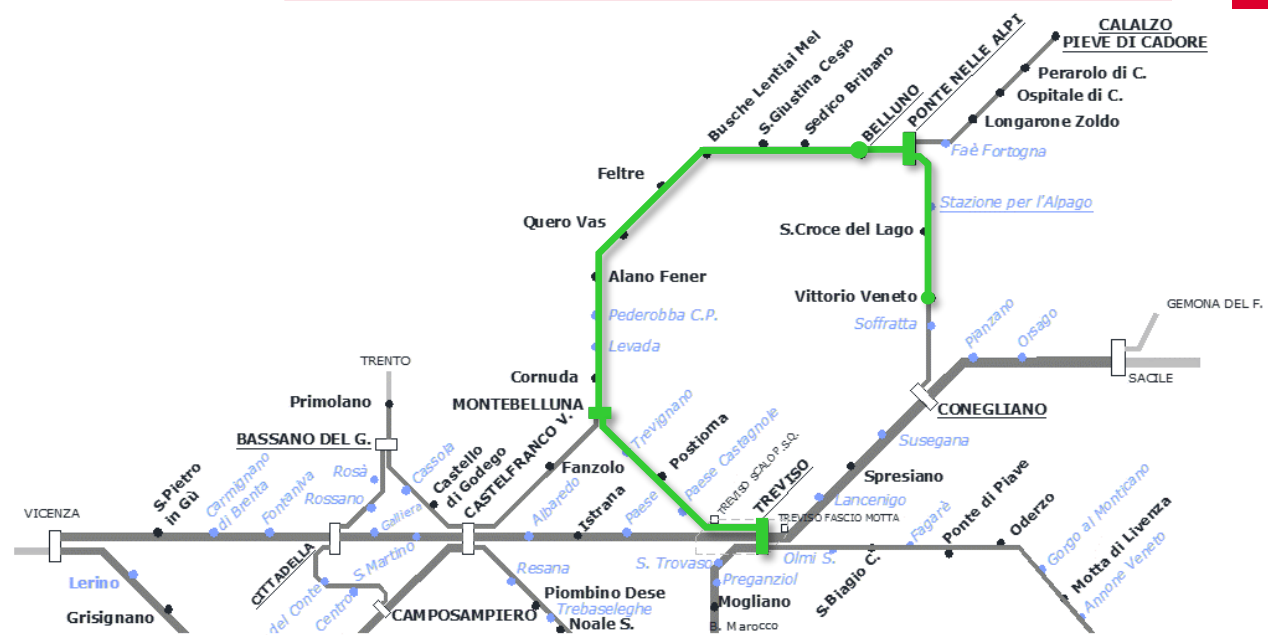 CALALZO
PIEVE DI CADORE
Perarolo di C.
Ospitale di C.
Longarone Zoldo
Faè Fortogna
PONTE NELLE ALPI
BELLUNO
Sedico Bribano
S.Giustina Cesio
Busche Lentiai Mel
Feltre
Quero Vas
Alano Fener
Pederobba C.P.
Levada
Cornuda
MONTEBELLUNA
Stazione per l'Alpago
S.Croce del Lago
Vittorio Veneto
Soffratta
Pianzano
Orsago
GEMONA DEL F.
SACILE
CONEGLIANO
Susegana
Spresiano
Lancenigo
TRENTO
Primolano
BASSANO DEL G.
Rosà
Rossano
Cassola
Castello
di Godego
CASTELFRANCO V.
Fanzolo
Trevignano
Postioma
Paese Castagnole
TREVISO SCALO P.S.Q.
TREVISO
TREVISO FASCIO MOTTA
VICENZA
S.Pietro
in Gù
Carmignano
di Brenta
Fontaniva
Galliera
Albaredo
Istrana
Paese
CITTADELLA
S.Martino
Resana
S. Trovaso
Olmi S.
Fagarè
Ponte di Piave
Oderzo
Gorgo al Monticano
Motta di Livenza
Annone Veneto
S.Biagio C.
Preganziol
Mogliano
B. Marocco
Lerino
Grisignano
del Conte
Centro
CAMPOSAMPIERO
Piombino Dese
Trebaseleghe
Noale S.